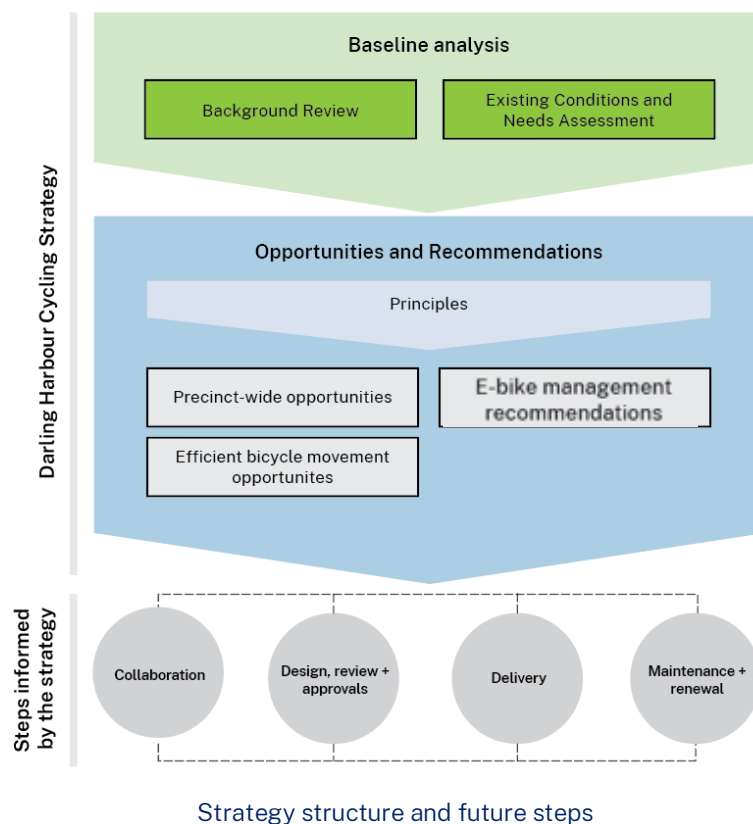 Darling Harbour Cycling Strategy
Baseline analysis
Background Review
Existing Conditions and
Needs Assessment
Opportunities and Recommendations
Principles
Precinct-wide opportunities
E-bike management
recommendations
Efficient bicycle movement
opportunites
Steps informed
by the strategy
Collaboration
Design, review +
approvals
Delivery
Maintenance +
renewal
Strategy structure and future steps